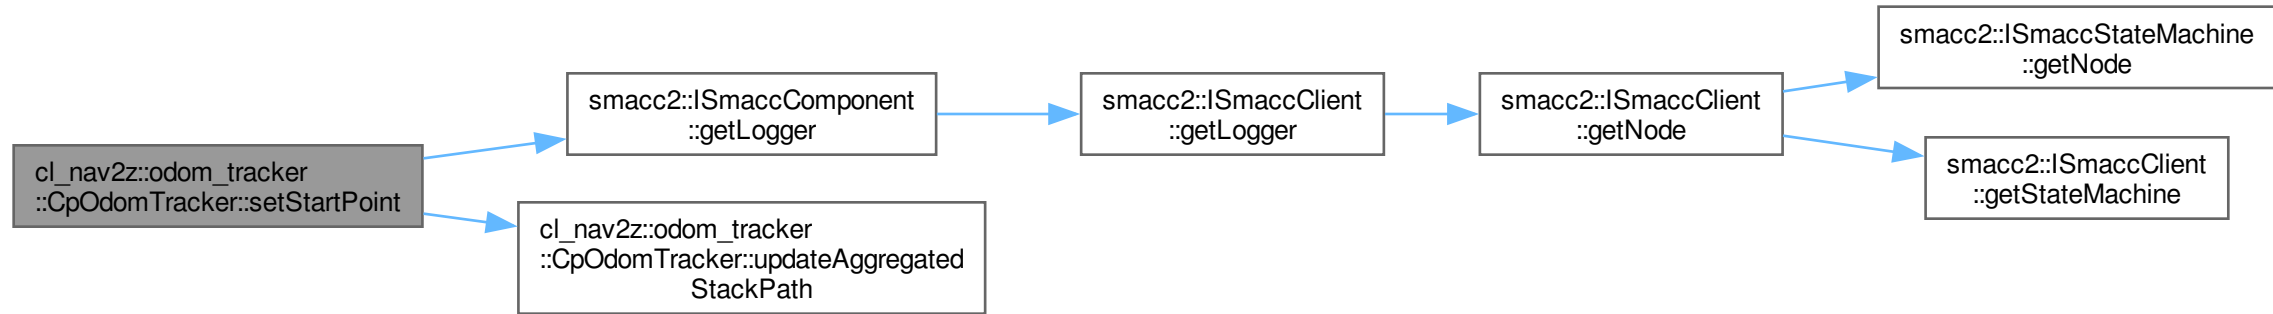 cl_nav2z::odom_tracker
::CpOdomTracker::setStartPoint
smacc2::ISmaccComponent
::getLogger
cl_nav2z::odom_tracker
::CpOdomTracker::updateAggregated
StackPath
smacc2::ISmaccClient
::getLogger
smacc2::ISmaccClient
::getNode
smacc2::ISmaccStateMachine
::getNode
smacc2::ISmaccClient
::getStateMachine